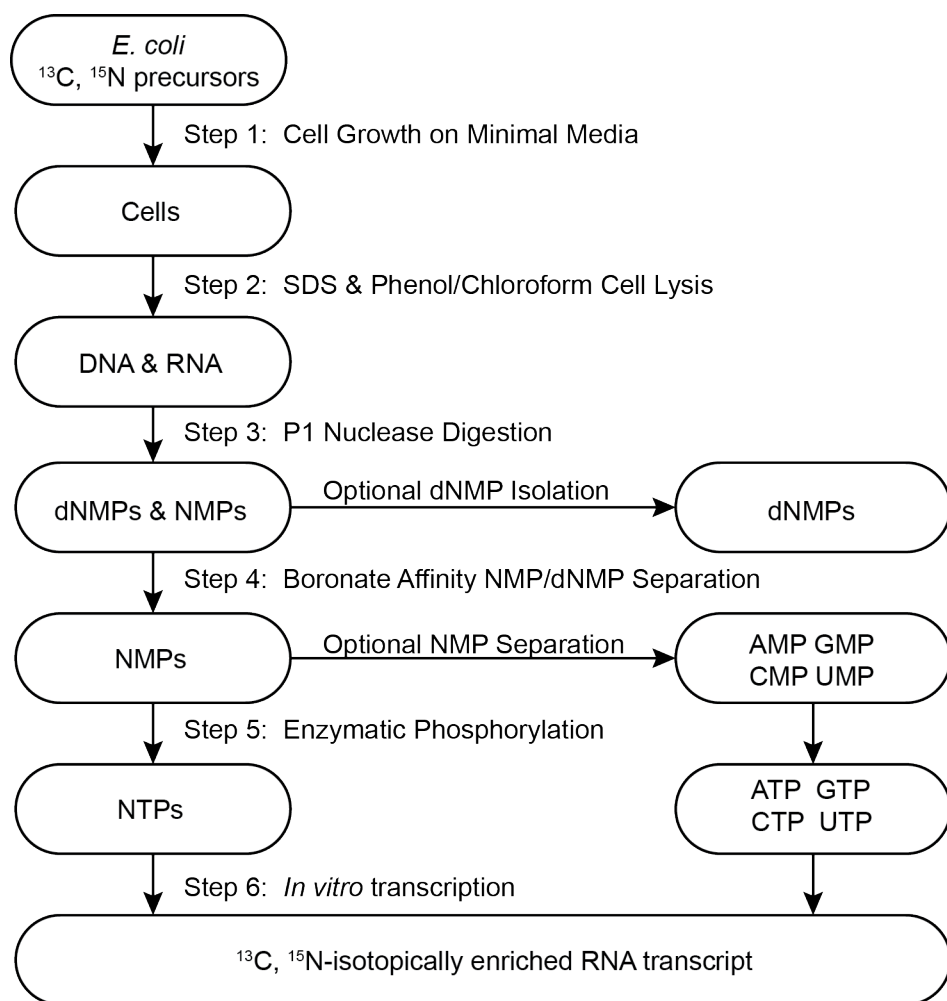 E. coli
¹³C, ¹⁵N precursors
Step 1: Cell Growth on Minimal Media
Cells
Step 2: SDS & Phenol/Chloroform Cell Lysis
DNA & RNA
Step 3: P1 Nuclease Digestion
dNMPs & NMPs
Optional dNMP Isolation
dNMPs
Step 4: Boronate Affinity NMP/dNMP Separation
NMPs
Optional NMP Separation
AMP GMP
CMP UMP
Step 5: Enzymatic Phosphorylation
NTPs
ATP GTP
CTP UTP
Step 6: In vitro transcription
¹³C, ¹⁵N-isotopically enriched RNA transcript